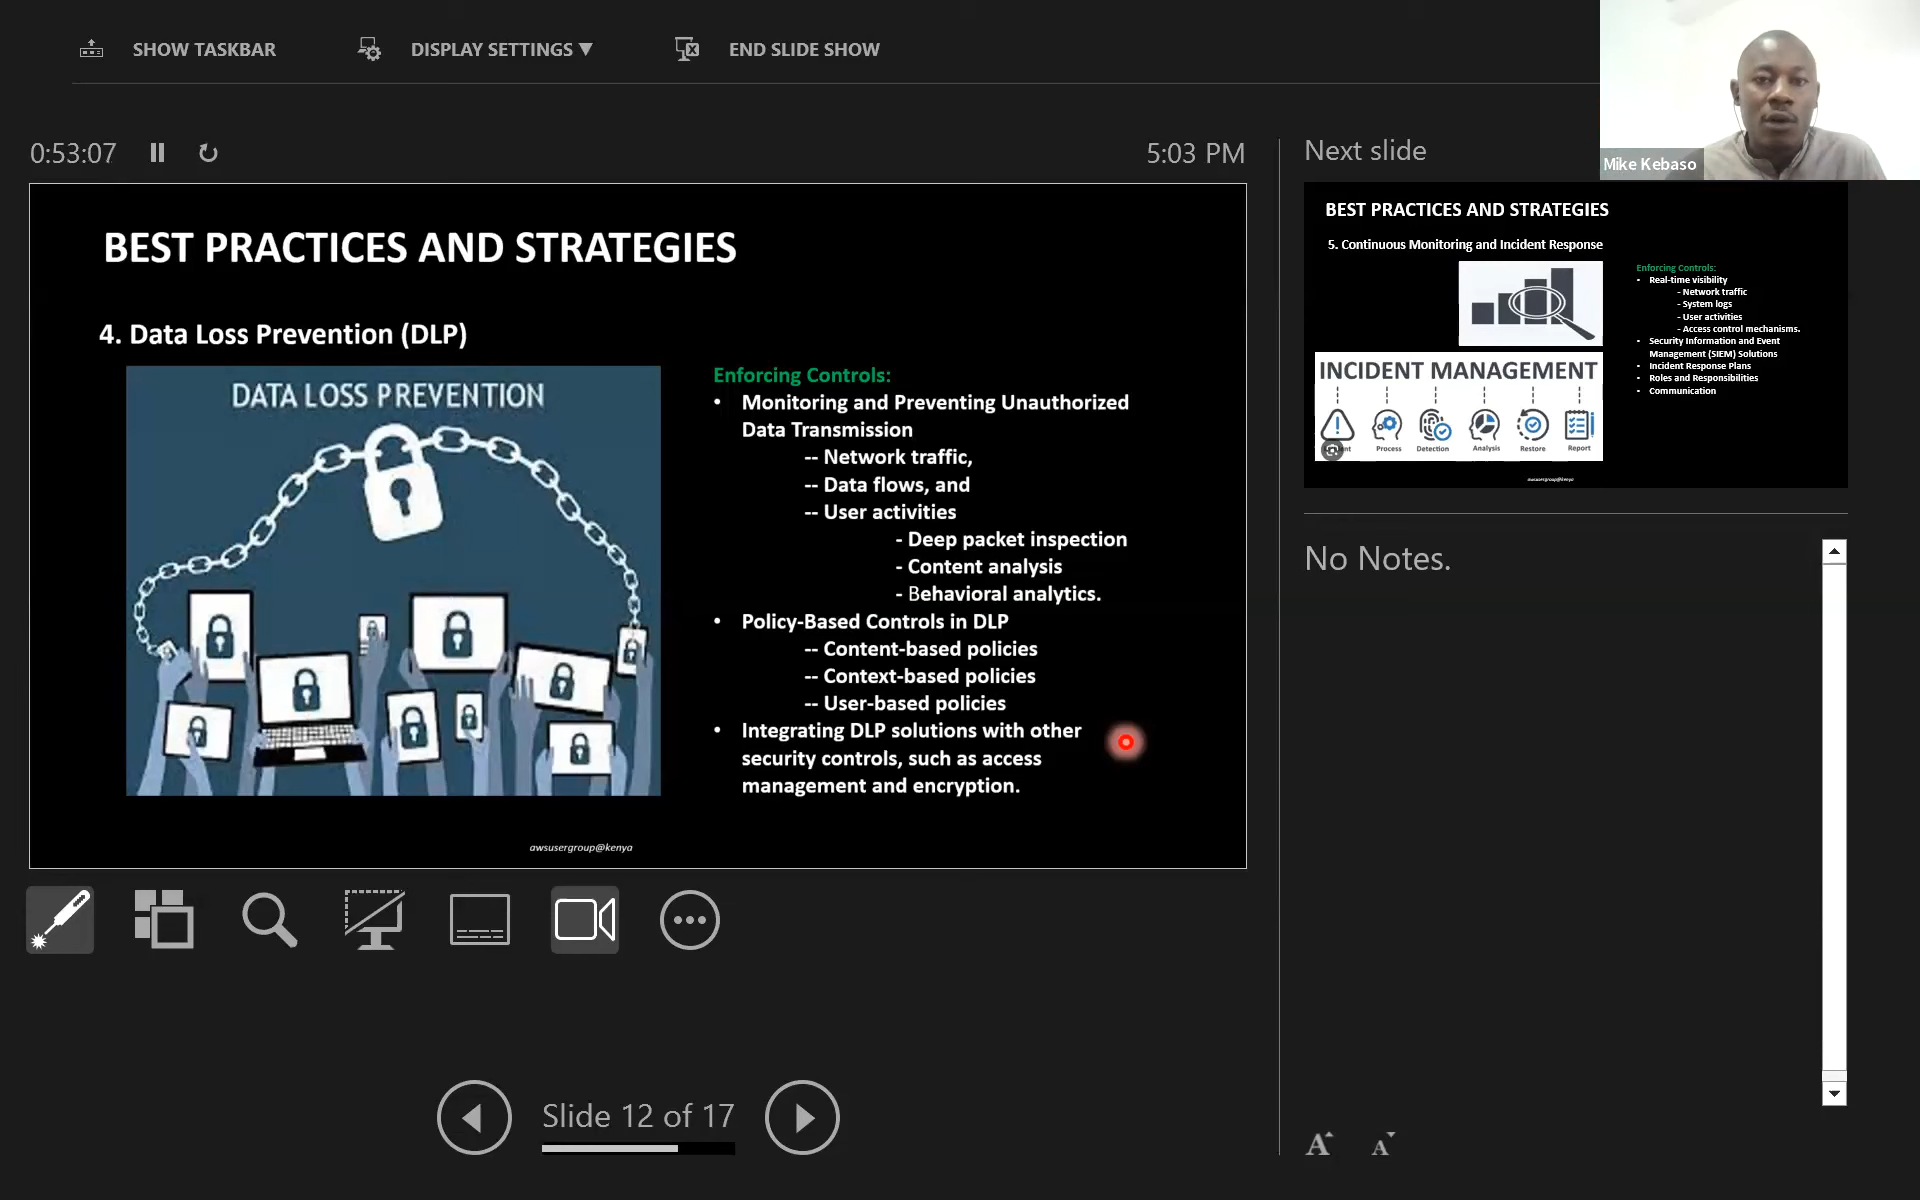 SHOW TASKBAR
DISPLAY SETTINGS ▼
END SLIDE SHOW
Mike Kebaso
0:53:07
5:03 PM
Next slide
BEST PRACTICES AND STRATEGIES
4. Data Loss Prevention (DLP)
DATA LOSS PREVENTION
Enforcing Controls:
• Monitoring and Preventing Unauthorized
Data Transmission
-- Network traffic,
-- Data flows, and
-- User activities
- Deep packet inspection
- Content analysis
- Behavioral analytics.
• Policy-Based Controls in DLP
-- Content-based policies
-- Context-based policies
-- User-based policies
• Integrating DLP solutions with other
security controls, such as access
management and encryption.
awsusergroup@kenya
BEST PRACTICES AND STRATEGIES
5. Continuous Monitoring and Incident Response
INCIDENT MANAGEMENT
Process Detection Analysis Restore Report
Enforcing Controls:
• Real-time visibility
- Network traffic
- System logs
- User activities
- Access control mechanisms.
• Security Information and Event
Management (SIEM) Solutions
• Incident Response Plans
• Roles and Responsibilities
• Communication
awsusergroup@kenya
No Notes.
Slide 12 of 17
A A